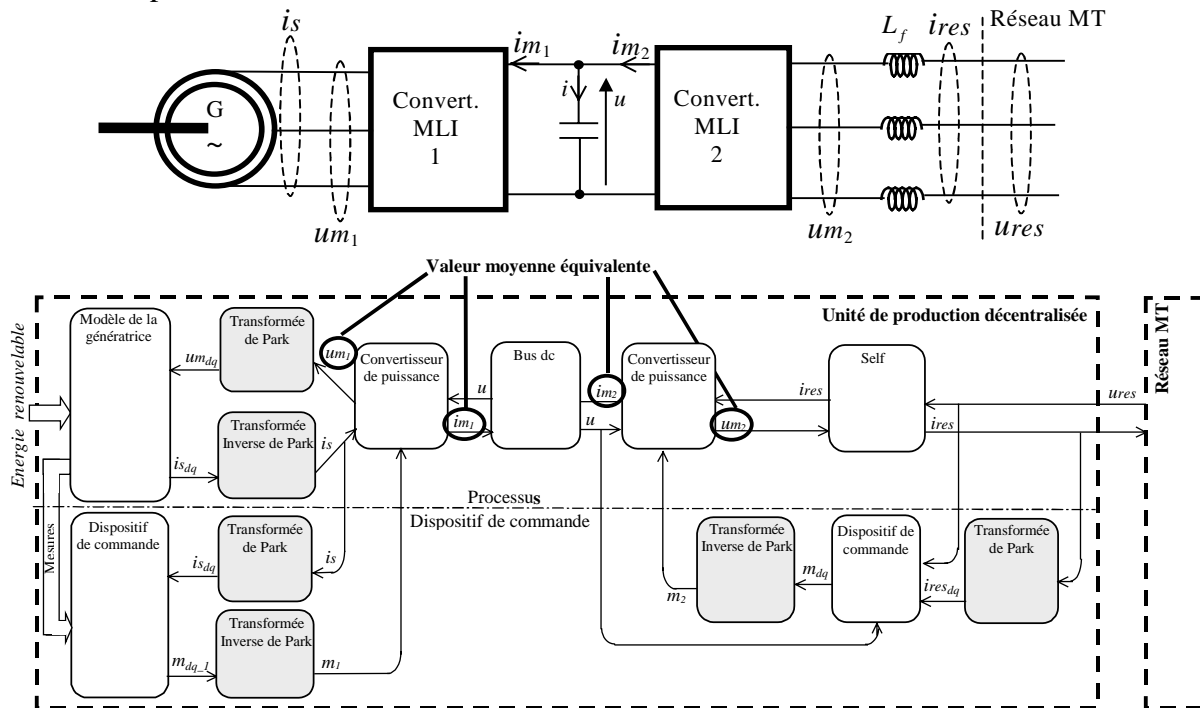 is
im1
im2
Lf
ires
Réseau MT
G
~
Convert.
MLI
1
i
u
Convert.
MLI
2
um1
um2
ures
Valeur moyenne équivalente
Unité de production décentralisée
Réseau MT
Energie renouvelable
Modèle de la
génératrice
umdq
Transformée
de Park
um1
Convertisseur
de puissance
u
Bus dc
im2
Convertisseur
de puissance
ires
Self
ures
im1
u
um2
ires
isdq
Transformée
Inverse de Park
is
Processus
Dispositif de commande
Mesures
Dispositif
de commande
isdq
Transformée
de Park
is
mdq_1
Transformée
Inverse de Park
m1
m2
Transformée
Inverse de Park
mdq
Dispositif de
commande
iresdq
Transformée
de Park